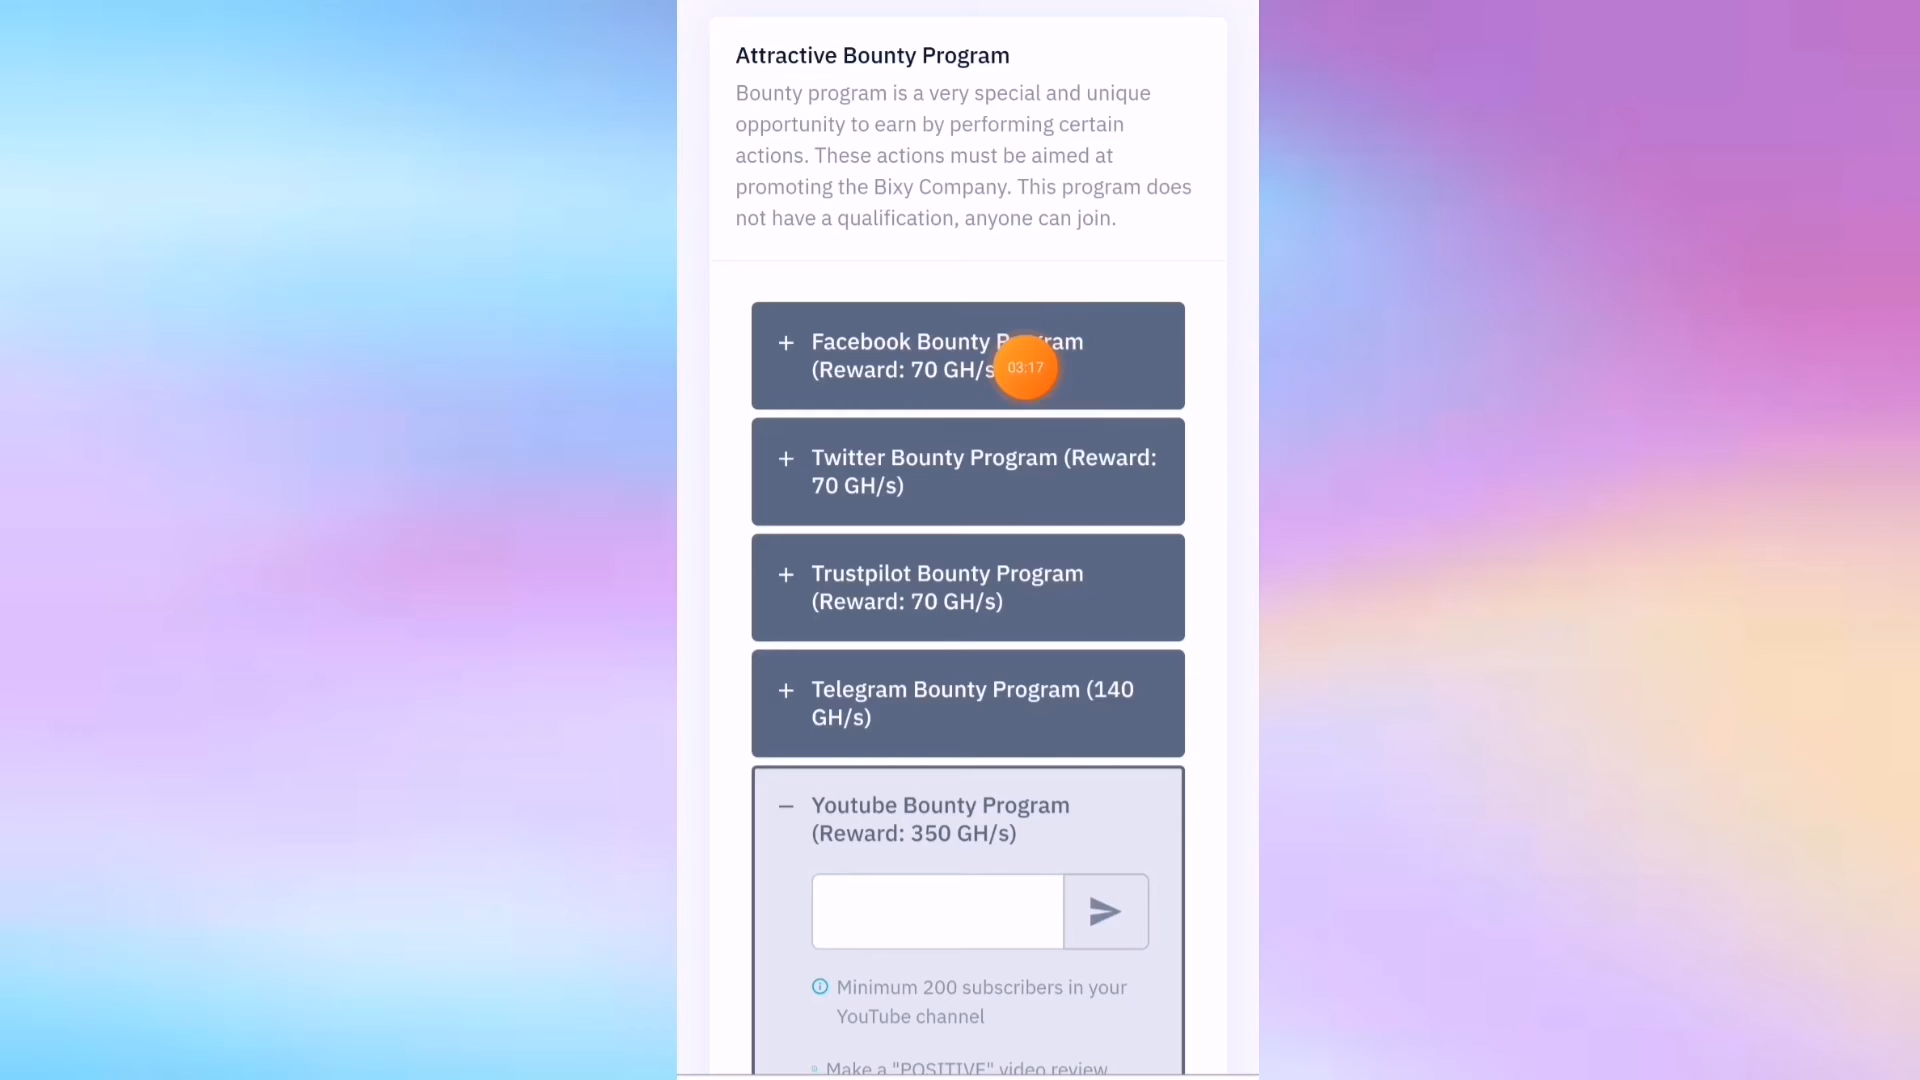 Attractive Bounty Program
Bounty program is a very special and unique
opportunity to earn by performing certain
actions. These actions must be aimed at
promoting the Bixy Company. This program does
not have a qualification, anyone can join.
+ Facebook Bounty Program
(Reward: 70 GH/s
03:17
+ Twitter Bounty Program (Reward:
70 GH/s)
+ Trustpilot Bounty Program
(Reward: 70 GH/s)
+ Telegram Bounty Program (140
GH/s)
− Youtube Bounty Program
(Reward: 350 GH/s)
Minimum 200 subscribers in your
YouTube channel
Make a "POSITIVE" video review